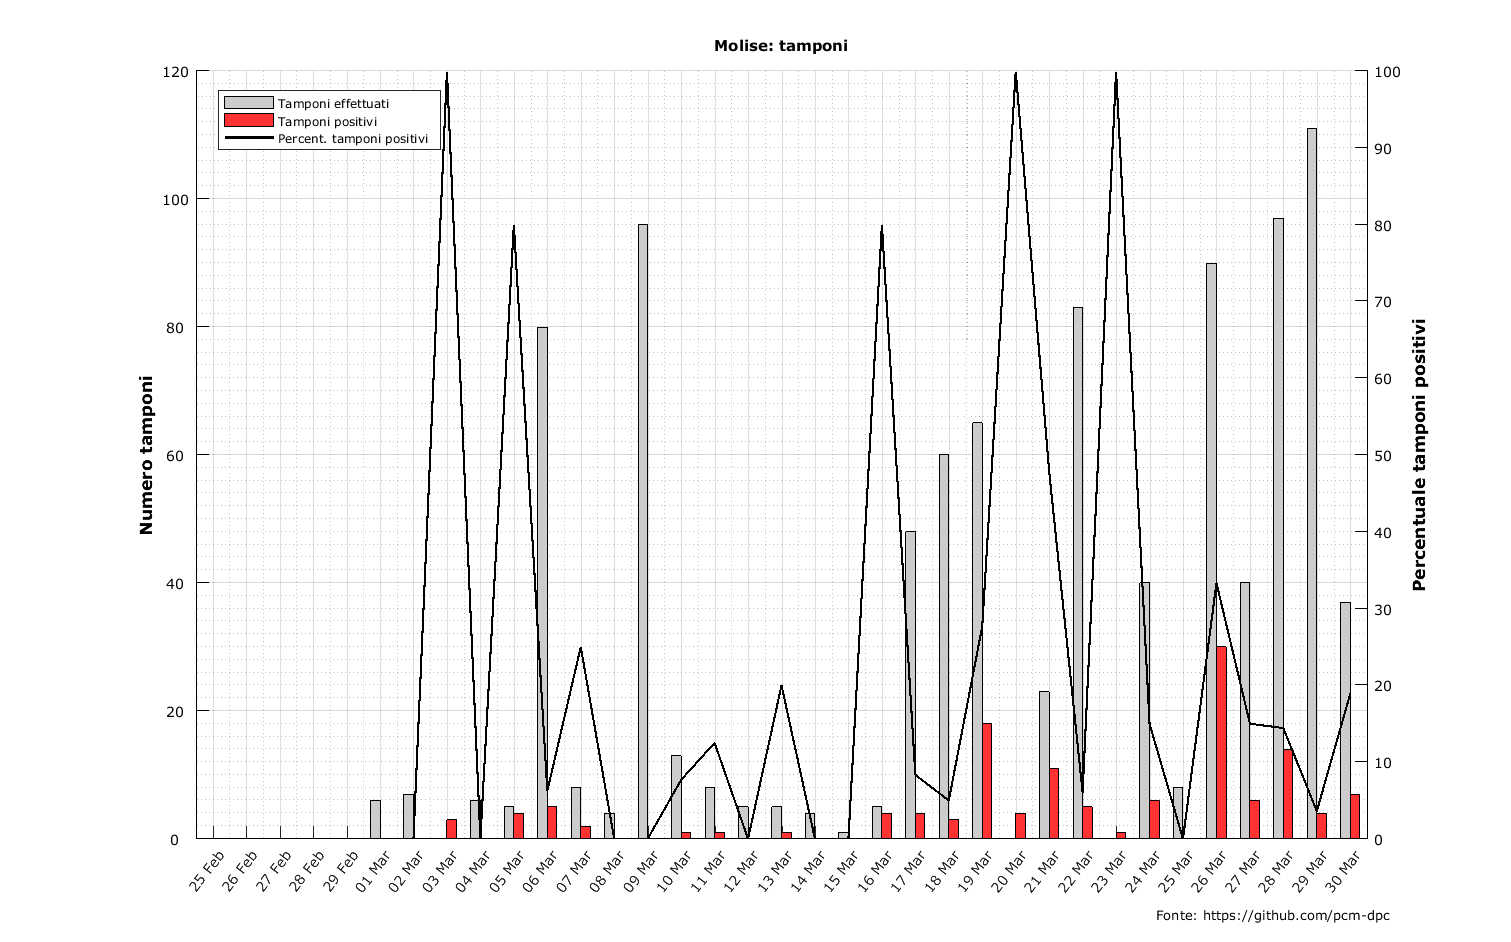 Molise: tamponi
Tamponi effettuati
Tamponi positivi
Percent. tamponi positivi
Numero tamponi
120
100
80
60
40
20
0
Percentuale tamponi positivi
100
90
80
70
60
50
40
30
20
10
0
25 Feb
26 Feb
27 Feb
28 Feb
29 Feb
01 Mar
02 Mar
03 Mar
04 Mar
05 Mar
06 Mar
07 Mar
08 Mar
09 Mar
10 Mar
11 Mar
12 Mar
13 Mar
14 Mar
15 Mar
16 Mar
17 Mar
18 Mar
19 Mar
20 Mar
21 Mar
22 Mar
23 Mar
24 Mar
25 Mar
26 Mar
27 Mar
28 Mar
29 Mar
30 Mar
Fonte: https://github.com/pcm-dpc